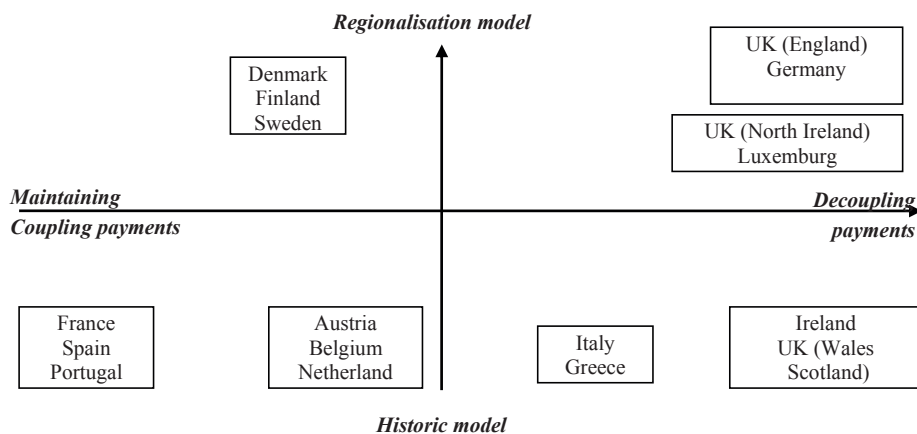 Regionalisation model
UK (England)
Germany
Denmark
Finland
Sweden
UK (North Ireland)
Luxemburg
Maintaining
Coupling payments
Decoupling
payments
France
Spain
Portugal
Austria
Belgium
Netherland
Italy
Greece
Ireland
UK (Wales
Scotland)
Historic model